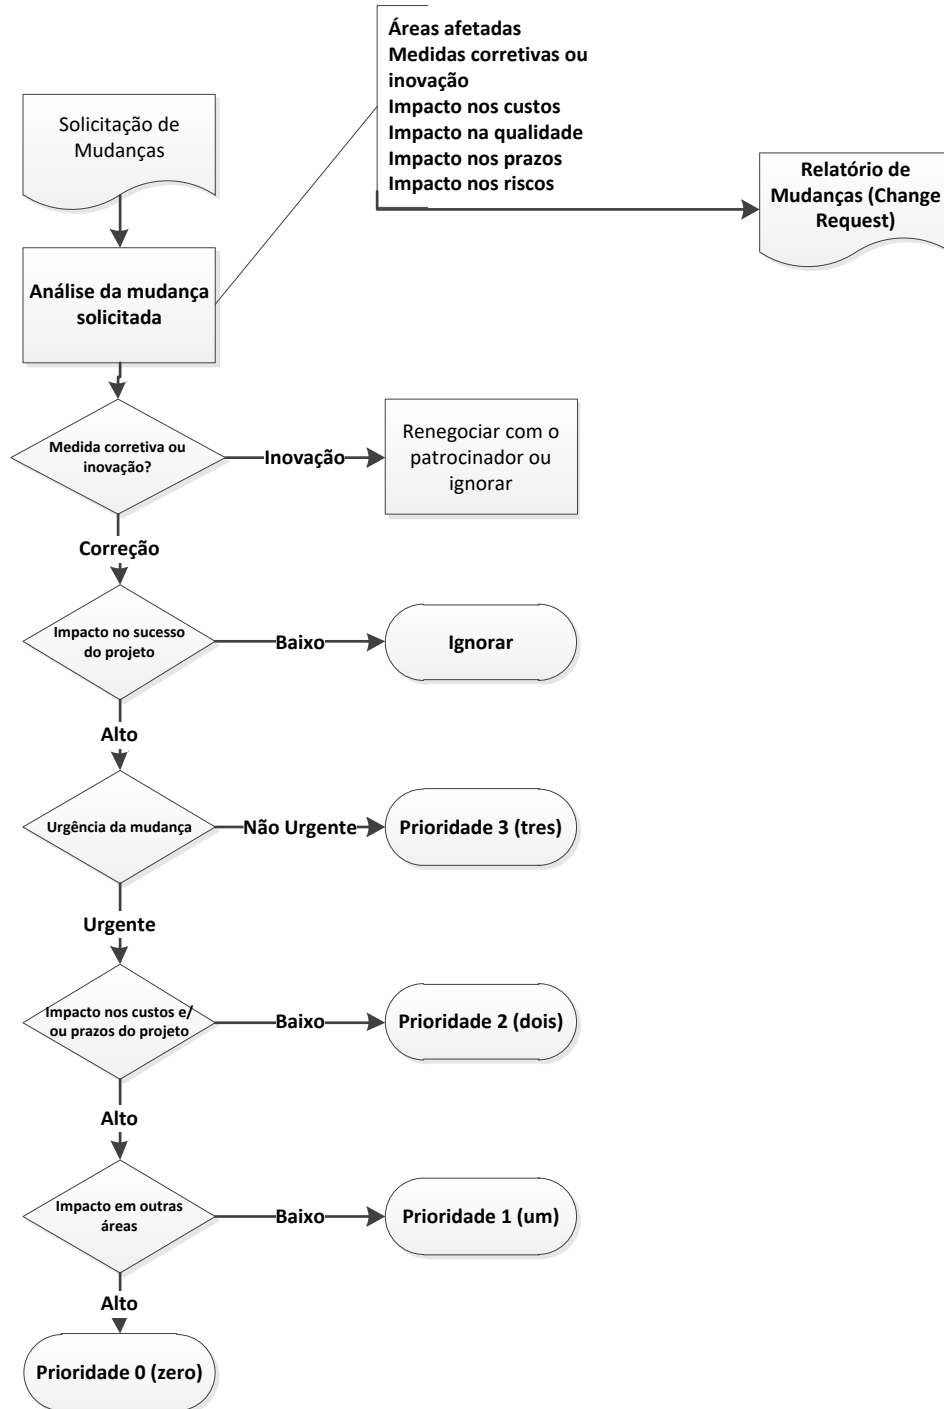 Áreas afetadas
Medidas corretivas ou
inovação
Impacto nos custos
Impacto na qualidade
Impacto nos prazos
Impacto nos riscos
Solicitação de
Mudanças
Relatório de
Mudanças (Change
Request)
Análise da mudança
solicitada
Medida corretiva ou
inovação?
Inovação
Renegociar com o
patrocinador ou
ignorar
Correção
Impacto no sucesso
do projeto
Baixo
Ignorar
Alto
Urgência da mudança
Não Urgente
Prioridade 3 (tres)
Urgente
Impacto nos custos e/
ou prazos do projeto
Baixo
Prioridade 2 (dois)
Alto
Impacto em outras
áreas
Baixo
Prioridade 1 (um)
Alto
Prioridade 0 (zero)